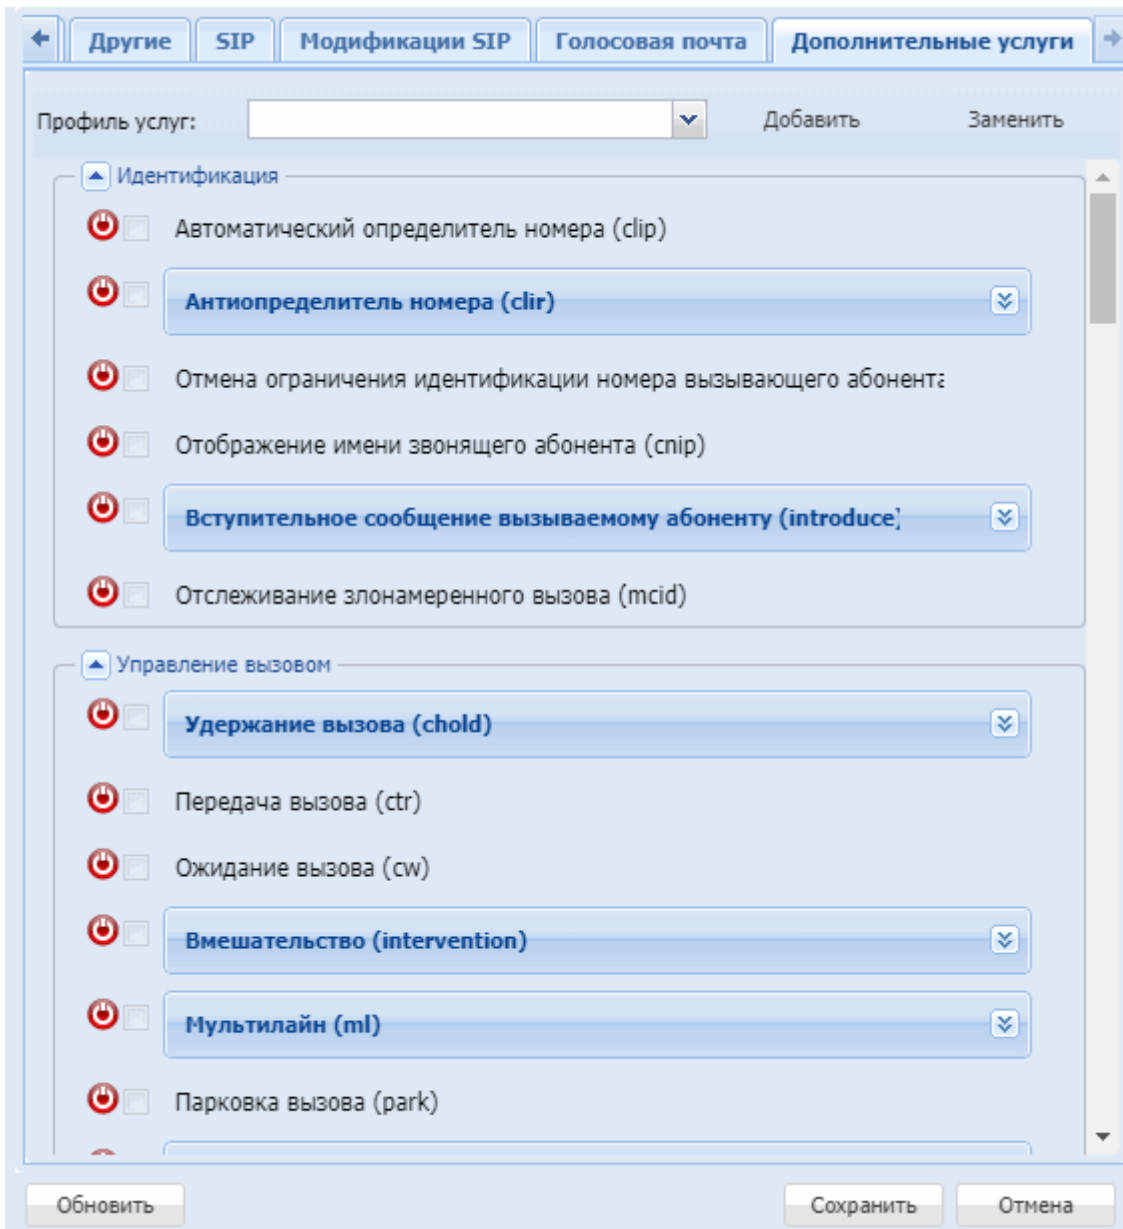 Другие SIP Модификации SIP Голосовая почта Дополнительные услуги
Профиль услуг: Добавить Заменить
Идентификация
Автоматический определитель номера (clip)
Антиопределитель номера (clir)
Отмена ограничения идентификации номера вызывающего абонента
Отображение имени звонящего абонента (cnip)
Вступительное сообщение вызываемому абоненту (introduce)
Отслеживание злонамеренного вызова (mcid)
Управление вызовом
Удержание вызова (chold)
Передача вызова (ctr)
Ожидание вызова (cw)
Вмешательство (intervention)
Мультилайн (ml)
Парковка вызова (park)
Обновить Сохранить Отмена